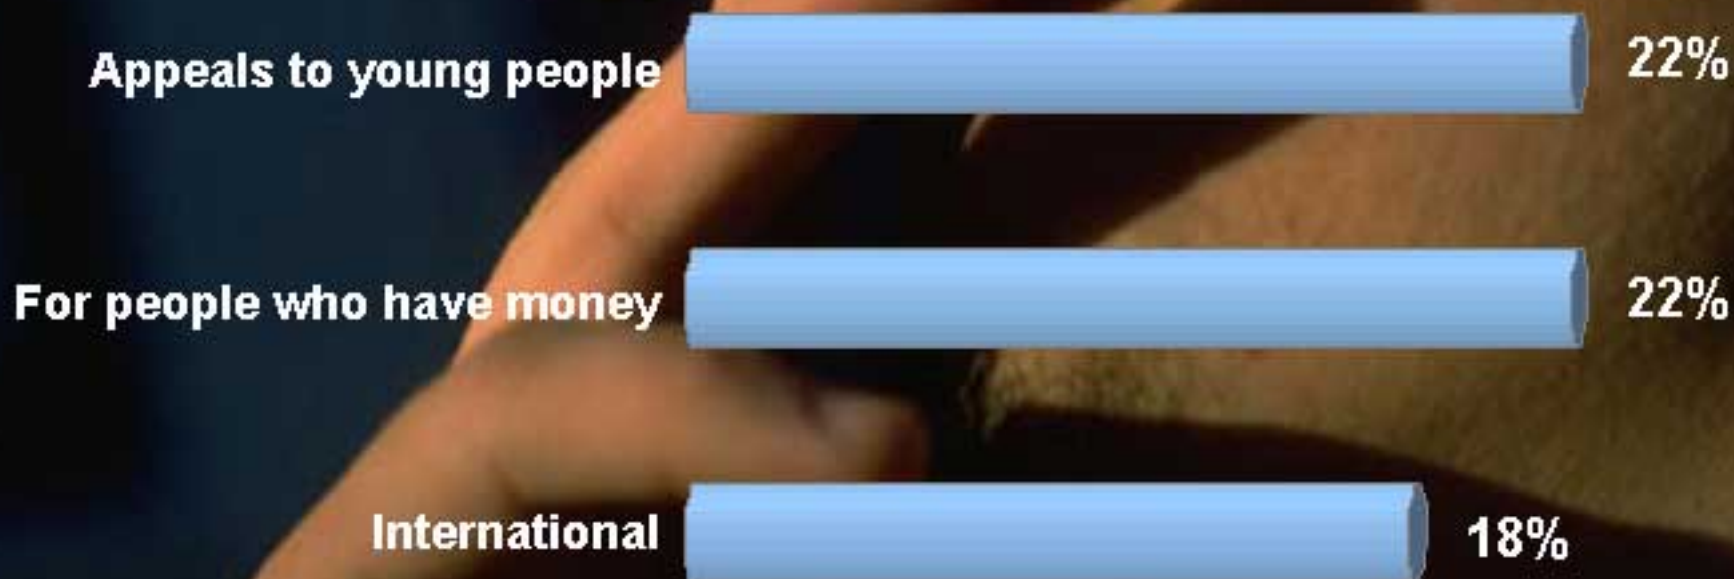 Appeals to young people 22%
For people who have money 22%
International 18%